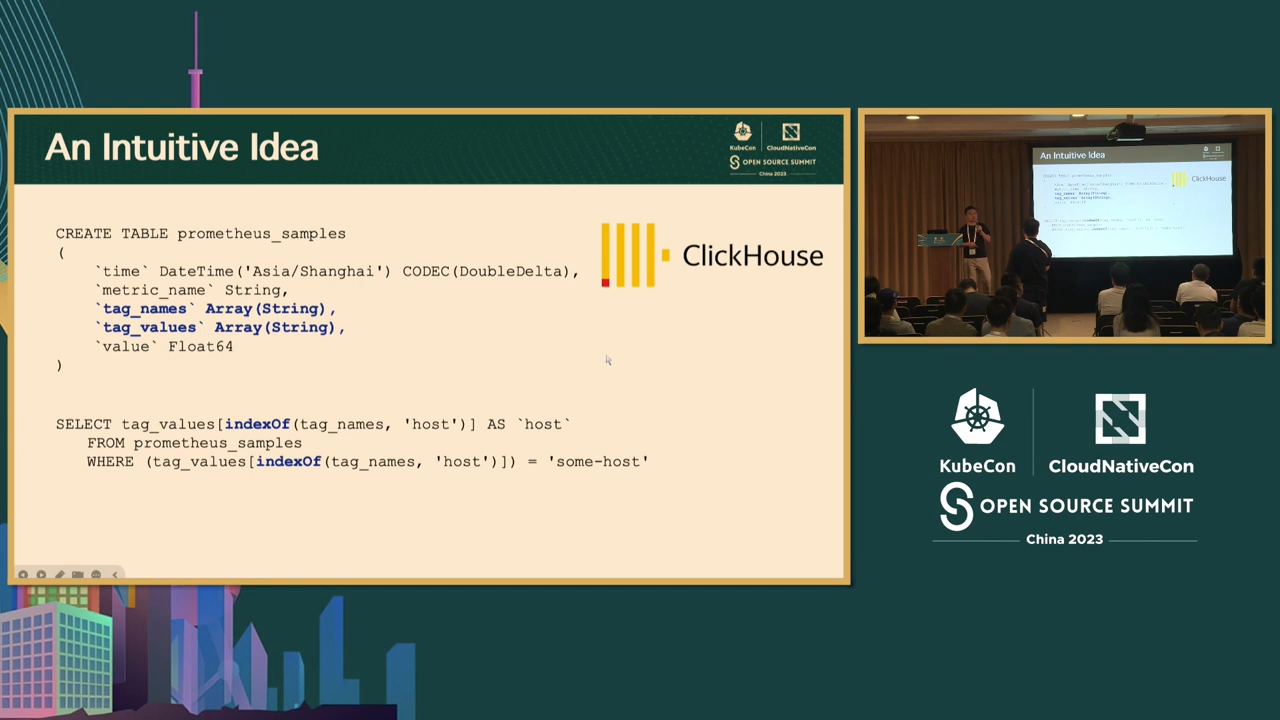 An Intuitive Idea
KubeCon
CloudNativeCon
OPEN SOURCE SUMMIT
China 2023
CREATE TABLE prometheus_samples
(
`time` DateTime('Asia/Shanghai') CODEC(DoubleDelta),
`metric_name` String,
`tag_names` Array(String),
`tag_values` Array(String),
`value` Float64
)
ClickHouse
SELECT tag_values[indexOf(tag_names, 'host')] AS `host`
FROM prometheus_samples
WHERE (tag_values[indexOf(tag_names, 'host')]) = 'some-host'
An Intuitive Idea
ClickHouse
KubeCon
CloudNativeCon
OPEN SOURCE SUMMIT
China 2023